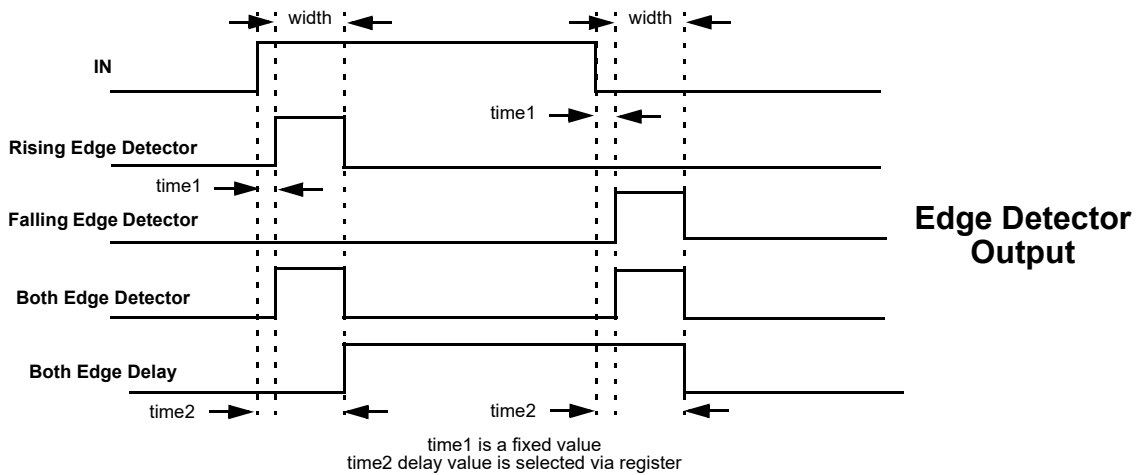 width
width
IN
time1
Rising Edge Detector
time1
Falling Edge Detector
Edge Detector
Output
Both Edge Detector
Both Edge Delay
time2
time2
time1 is a fixed value
time2 delay value is selected via register